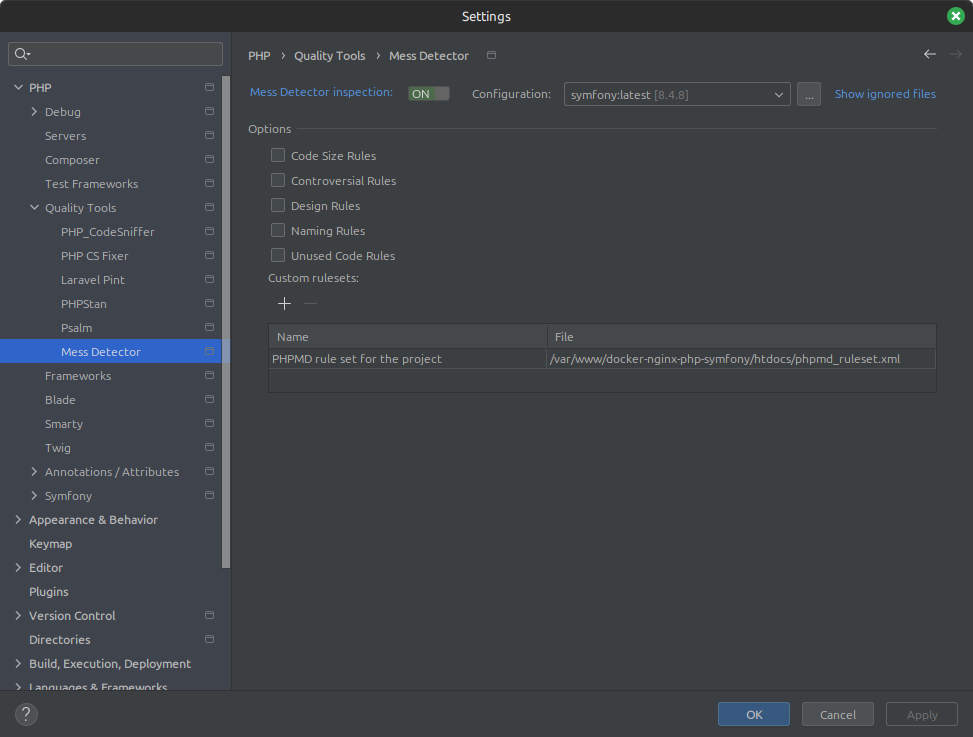 Settings
PHP
Debug
Servers
Composer
Test Frameworks
Quality Tools
PHP_CodeSniffer
PHP CS Fixer
Laravel Pint
PHPStan
Psalm
Mess Detector
Frameworks
Blade
Smarty
Twig
Annotations / Attributes
Symfony
Appearance & Behavior
Keymap
Editor
Plugins
Version Control
Directories
Build, Execution, Deployment
Languages & Frameworks
PHP › Quality Tools › Mess Detector
Mess Detector inspection: ON Configuration: symfony:latest [8.4.8] ... Show ignored files
Options
Code Size Rules
Controversial Rules
Design Rules
Naming Rules
Unused Code Rules
Custom rulesets:
Name File
PHPMD rule set for the project /var/www/docker-nginx-php-symfony/htdocs/phpmd_ruleset.xml
? OK Cancel Apply